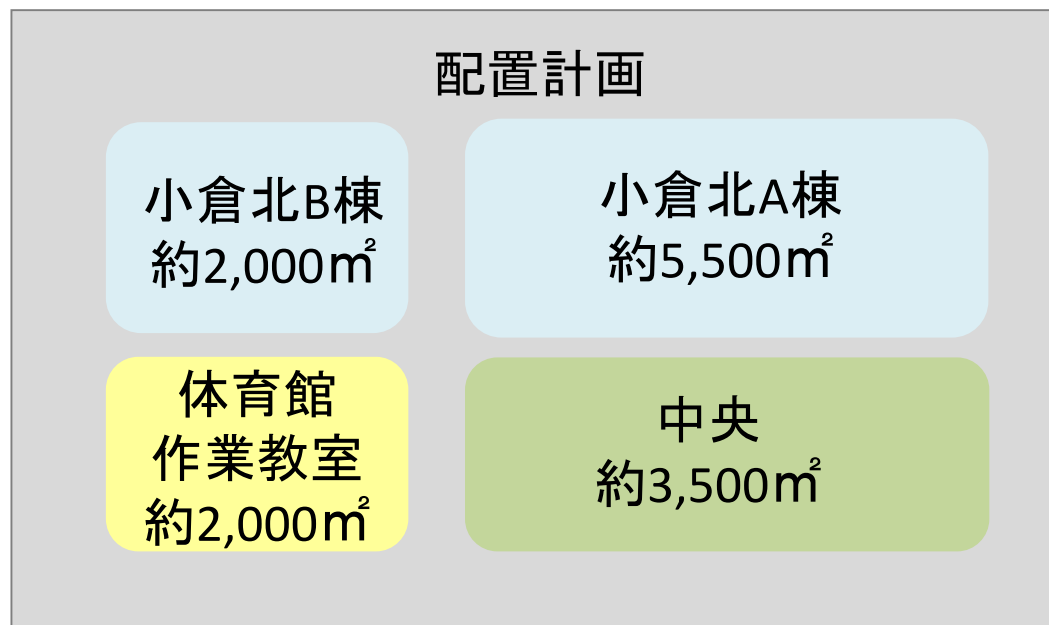 配置計画
小倉北B棟
約2,000㎡
小倉北A棟
約5,500㎡
体育館
作業教室
約2,000㎡
中央
約3,500㎡